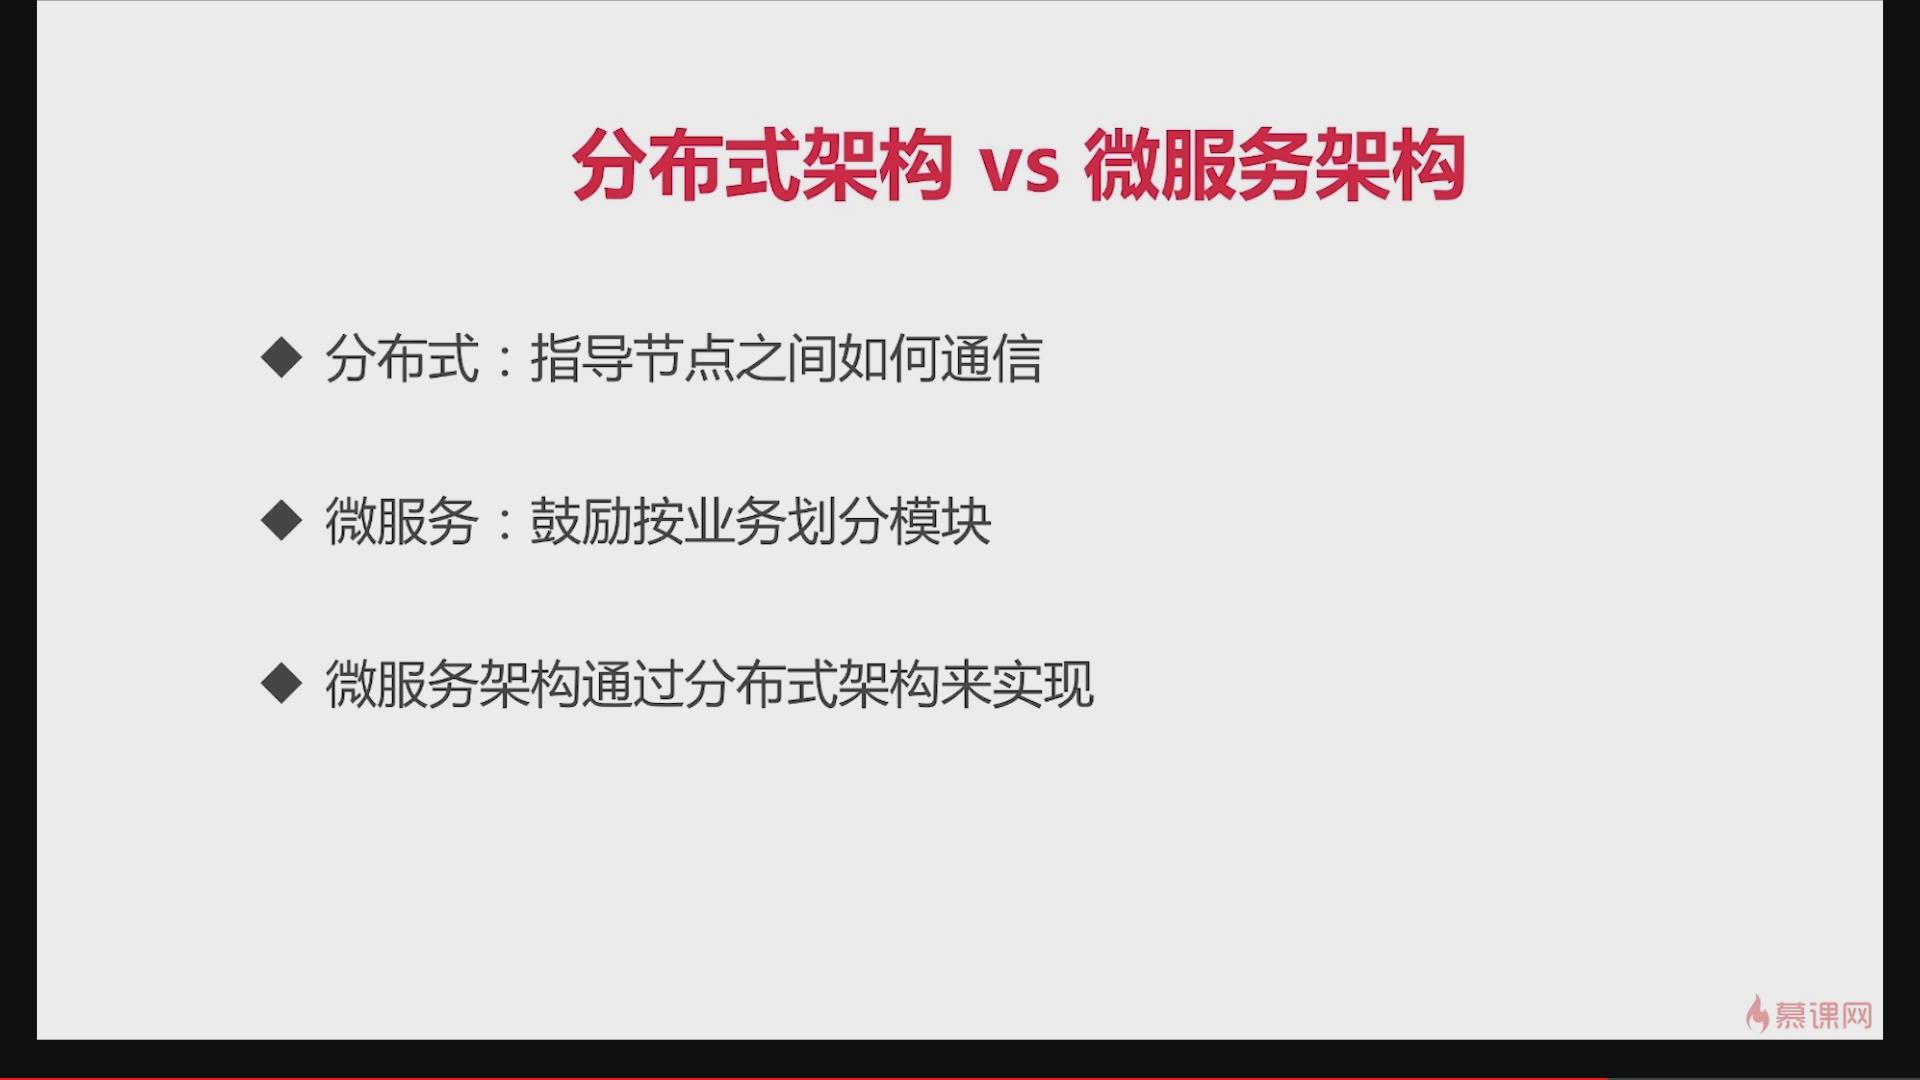 分布式架构 vs 微服务架构
◆ 分布式：指导节点之间如何通信
◆ 微服务：鼓励按业务划分模块
◆ 微服务架构通过分布式架构来实现
慕课网